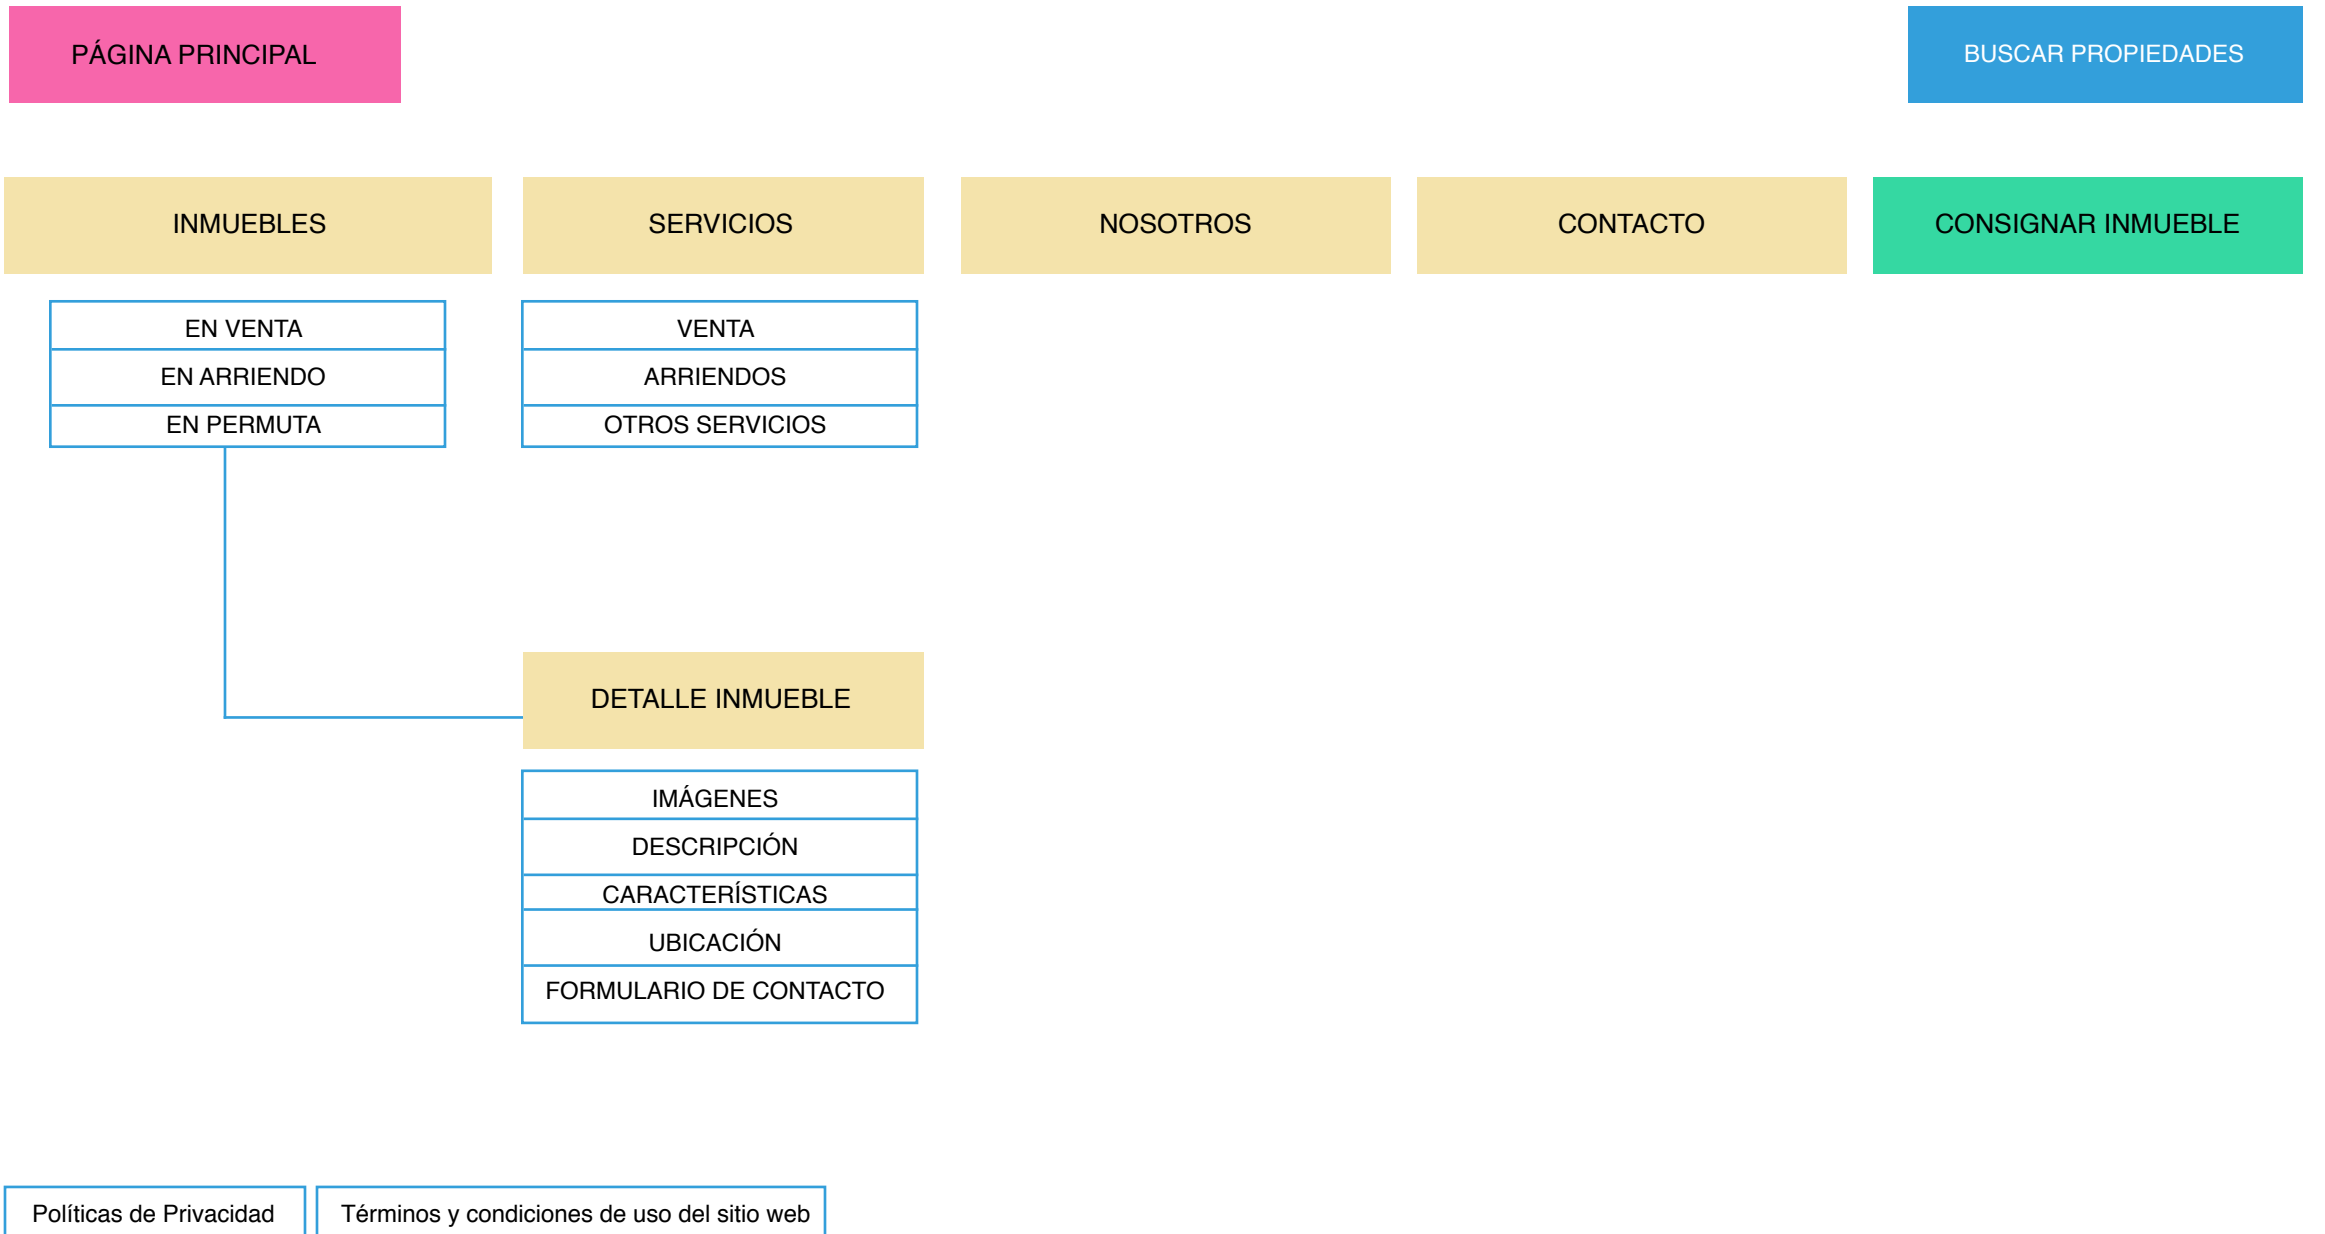 PÁGINA PRINCIPAL
BUSCAR PROPIEDADES
INMUEBLES
SERVICIOS
NOSOTROS
CONTACTO
CONSIGNAR INMUEBLE
EN VENTA
EN ARRIENDO
EN PERMUTA
VENTA
ARRIENDOS
OTROS SERVICIOS
DETALLE INMUEBLE
IMÁGENES
DESCRIPCIÓN
CARACTERÍSTICAS
UBICACIÓN
FORMULARIO DE CONTACTO
Políticas de Privacidad
Términos y condiciones de uso del sitio web